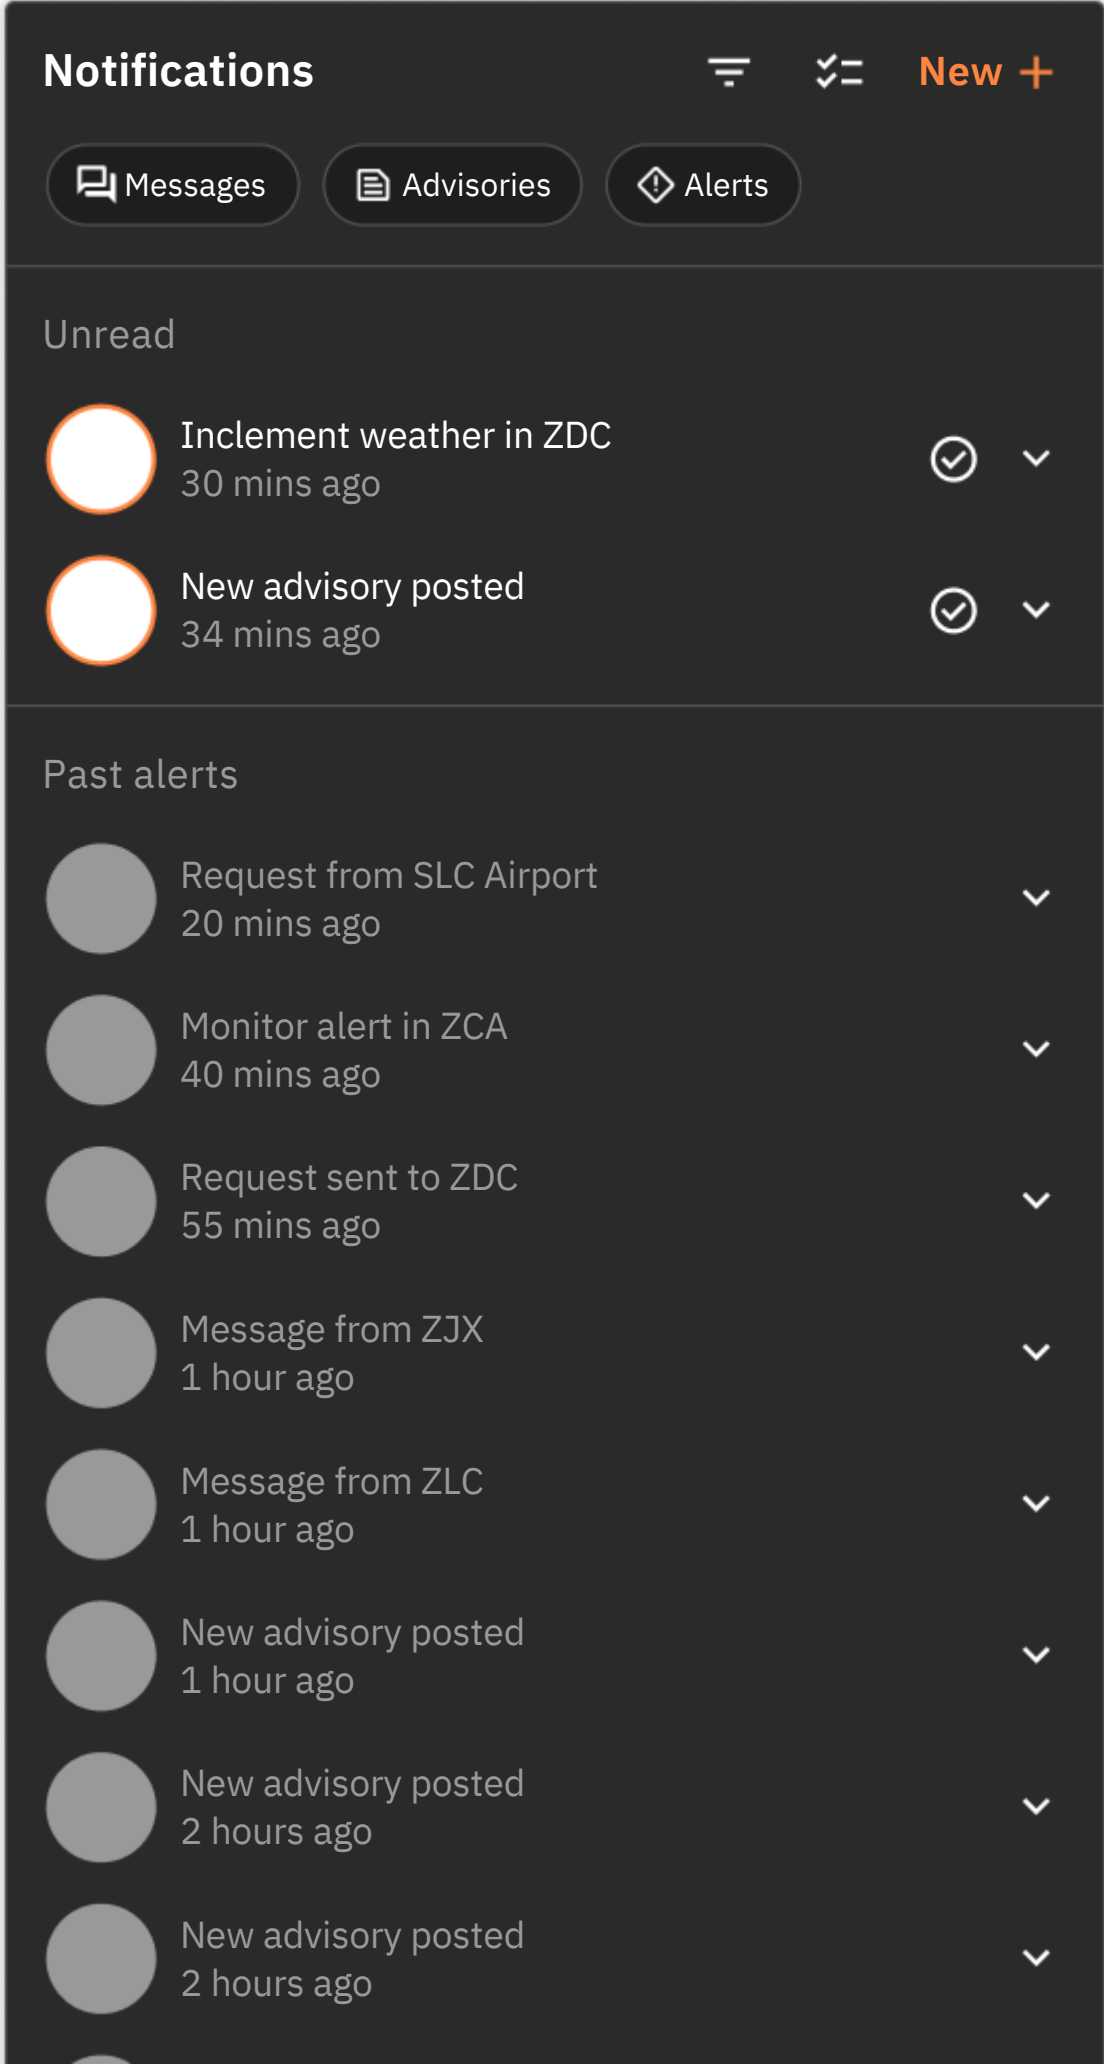 Notifications
New +
Messages
Advisories
Alerts
Unread
Inclement weather in ZDC
30 mins ago
New advisory posted
34 mins ago
Past alerts
Request from SLC Airport
20 mins ago
Monitor alert in ZCA
40 mins ago
Request sent to ZDC
55 mins ago
Message from ZJX
1 hour ago
Message from ZLC
1 hour ago
New advisory posted
1 hour ago
New advisory posted
2 hours ago
New advisory posted
2 hours ago